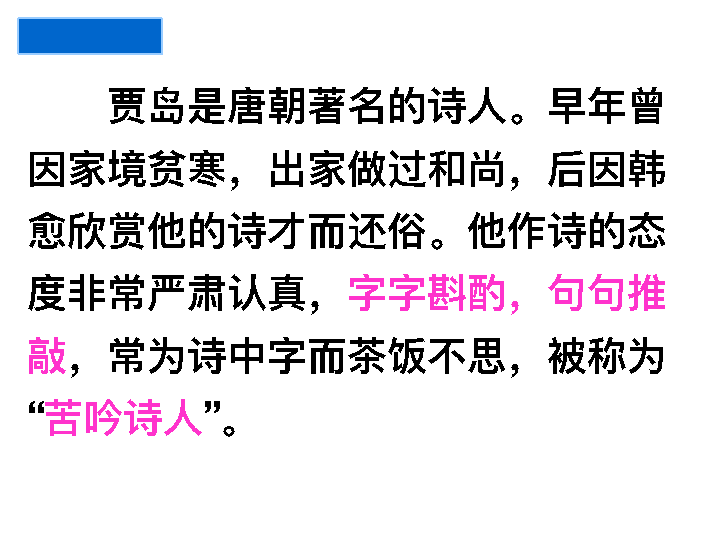 贾岛是唐朝著名的诗人。早年曾
因家境贫寒，出家做过和尚，后因韩
愈欣赏他的诗才而还俗。他作诗的态
度非常严肃认真，字字斟酌，句句推
敲，常为诗中字而茶饭不思，被称为
“苦吟诗人”。